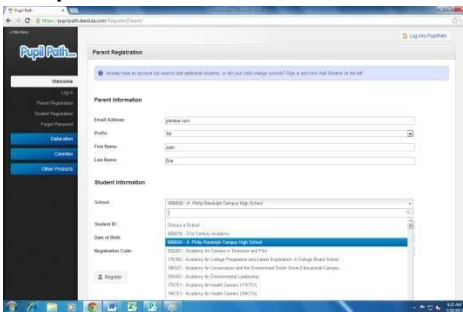 Pupil Path
https://pupilpath.skedula.com/Register/Parent/
Log into PupilPath
Pupil Path
Parent Registration
Already have an account but need to add additional students, or did your child change schools? Sign in and click Add Student on the left
Welcome
Log in
Parent Registration
Student Registration
Forgot Password
Datacation
CaseNex
Other Products
Parent Information
Email Address:
Prefix:
Mr
First Name:
John
Last Name:
Doe
Student Information
School:
06M540 - A. Philip Randolph Campus High School
Student ID:
Choose a School
21st Century Academy
Date of Birth:
06M540 - A. Philip Randolph Campus High School
Registration Code:
Academy for Careers in Television and Film
Academy for College Preparation and Career Exploration: A College Board School
Academy for Conservation and the Environment South Shore Educational Campus
Academy for Environmental Leadership
Academy for Health Careers (17K751)
Academy for Health Careers
Register